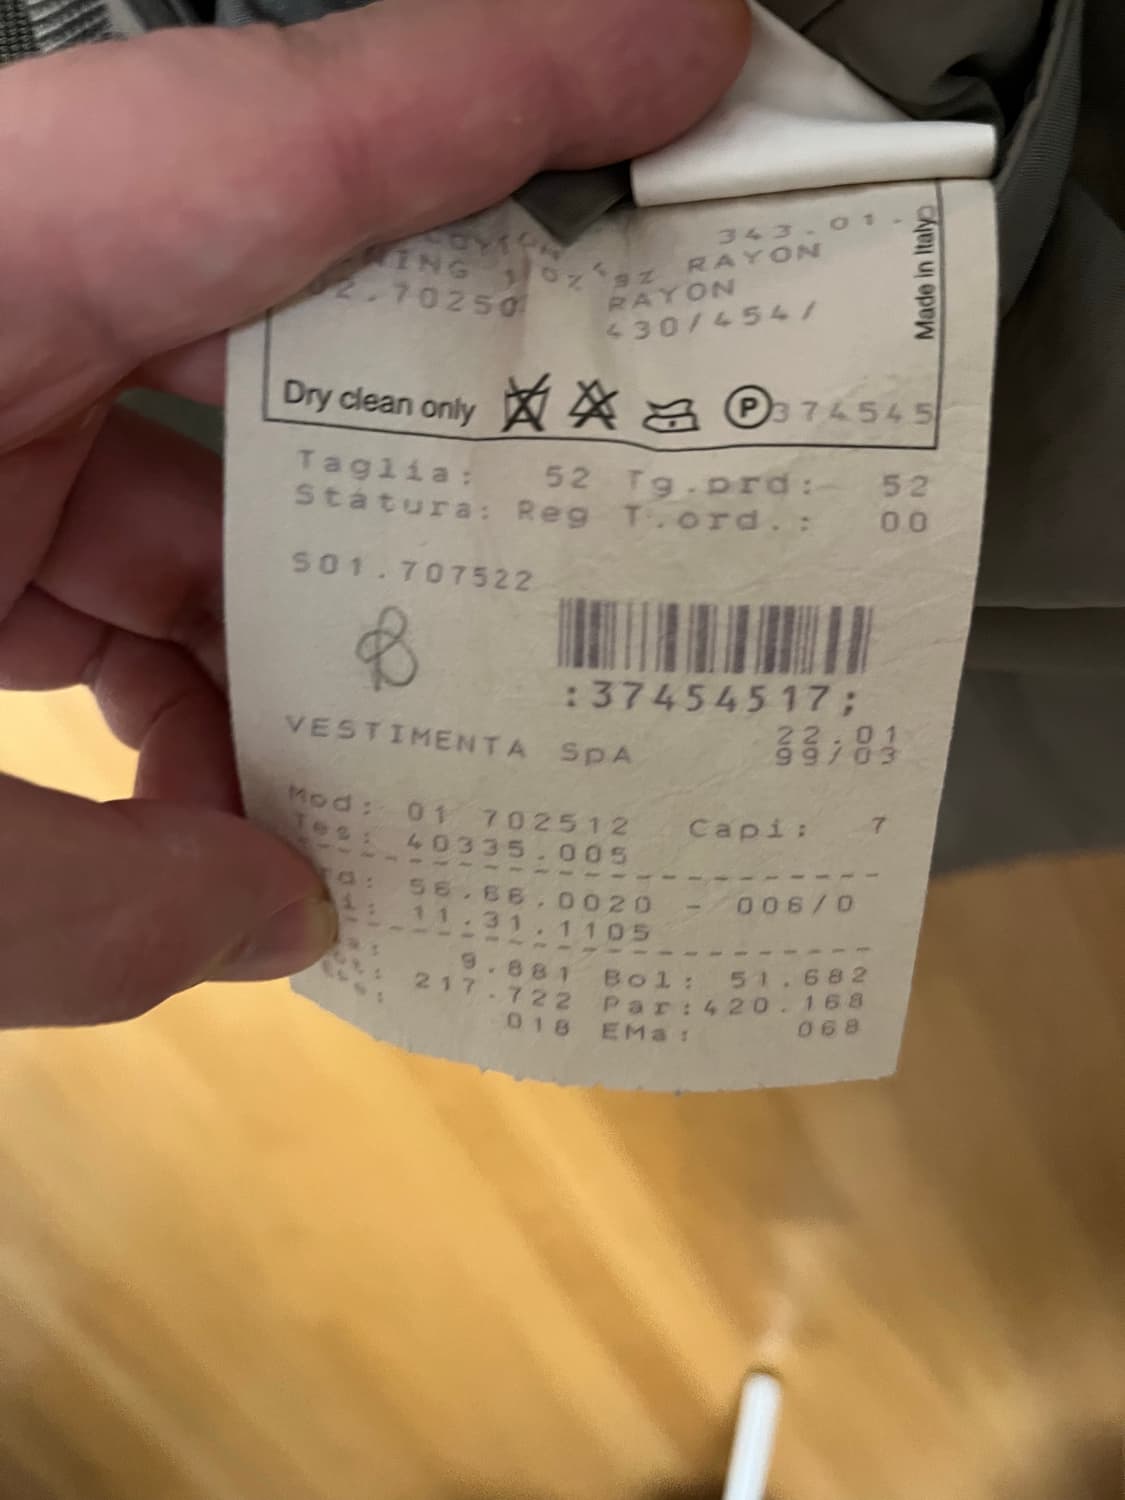 343.01-
49% RAYON
RAYON
.70250
430/454/
Made in Italy
Dry clean only P 374545
Taglia: 52 Tg.prd: 52
Statura: Reg T.ord.: 00
S01.707522
:37454517;
VESTIMENTA SpA
22.01
99/03
Mod: 01 702512 Capi: 7
Tes: 40335.005
56.66.0020 - 006/0
11.31.1105
9.881 Bol: 51.682
217.722 Par:420.168
018 EMa: 068